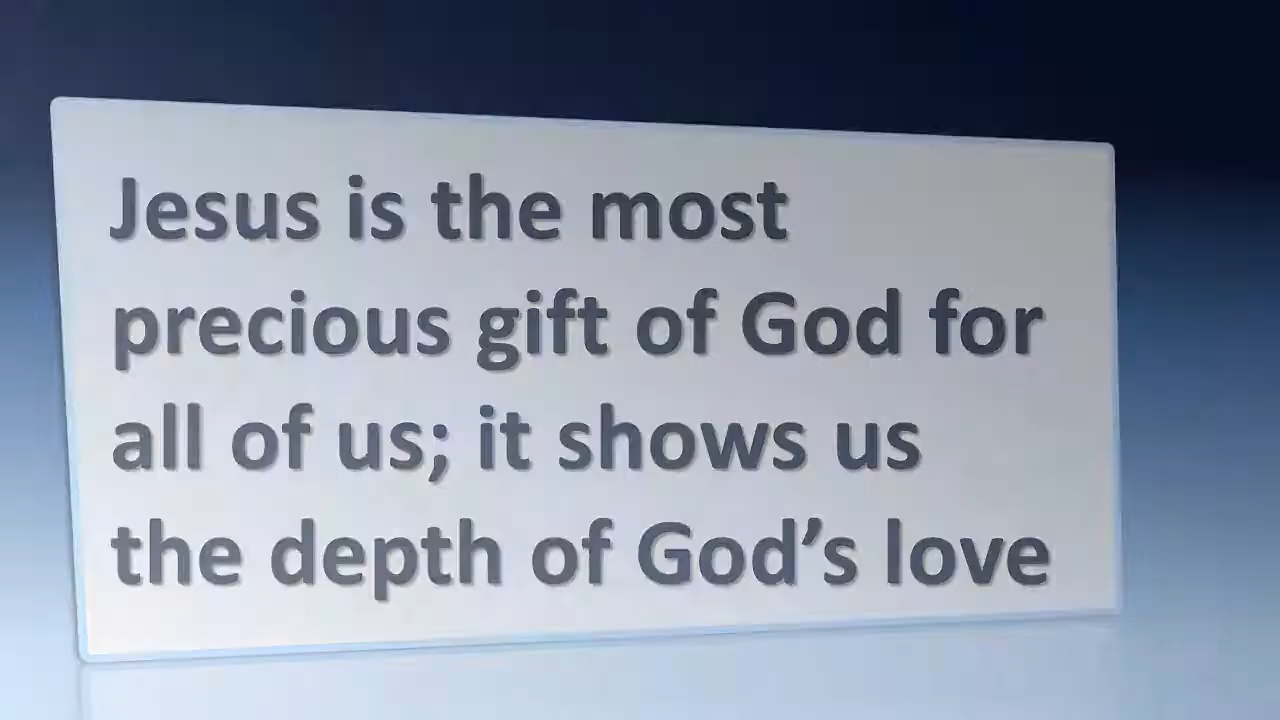 Jesus is the most
precious gift of God for
all of us; it shows us
the depth of God’s love